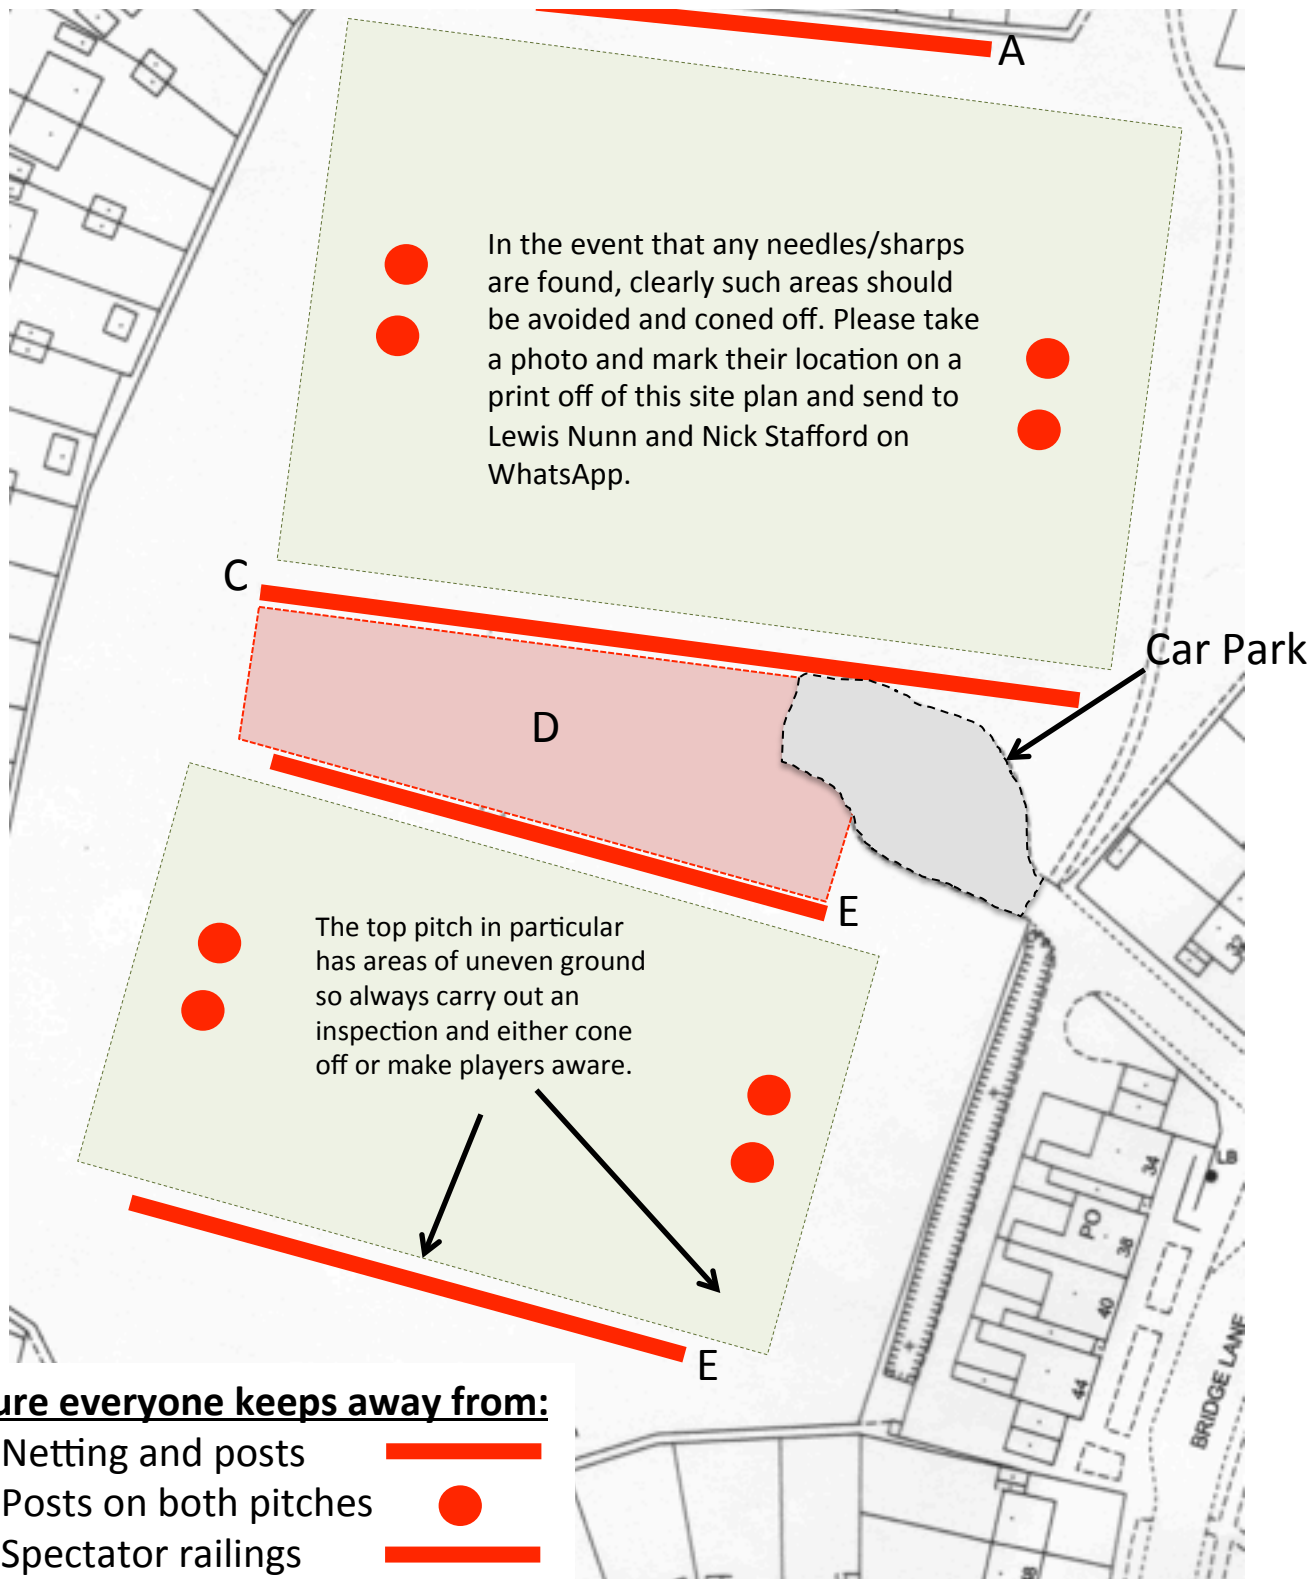 A
In the event that any needles/sharps
are found, clearly such areas should
be avoided and coned off. Please take
a photo and mark their location on a
print off of this site plan and send to
Lewis Nunn and Nick Stafford on
WhatsApp.
C
Car Park
D
E
The top pitch in particular
has areas of uneven ground
so always carry out an
inspection and either cone
off or make players aware.
32
LB
34
PO
38
40
44
BRIDGE LANE
E
ure everyone keeps away from:
Netting and posts
Posts on both pitches
Spectator railings